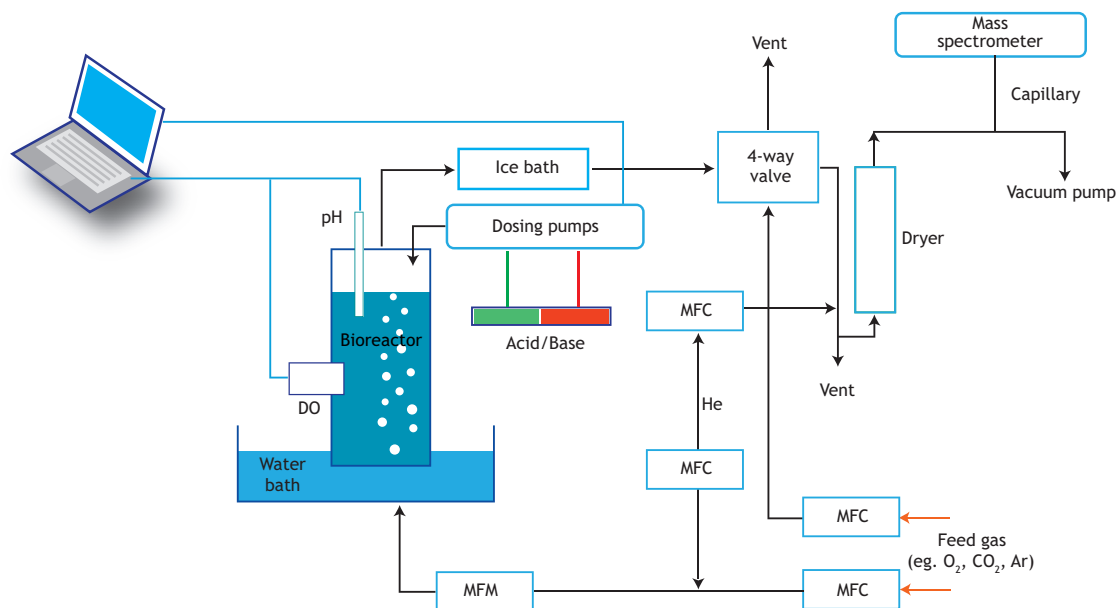 Mass
spectrometer
Vent
Capillary
Ice bath
4-way
valve
Vacuum pump
pH
Dosing pumps
Dryer
MFC
Bioreactor
Acid/Base
Vent
DO
He
Water
bath
MFC
MFC
Feed gas
(eg. O₂, CO₂, Ar)
MFM
MFC